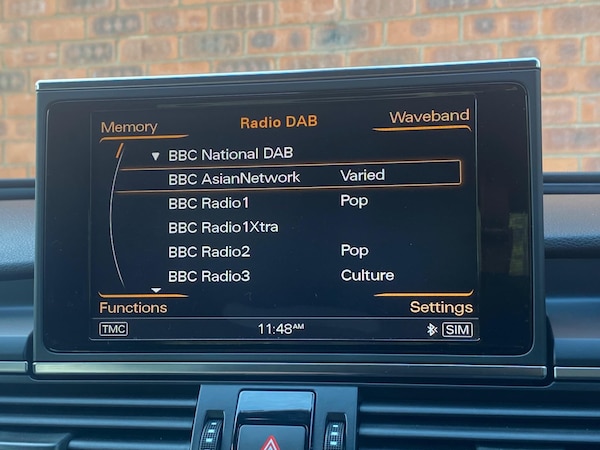 Memory Radio DAB Waveband
BBC National DAB
BBC AsianNetwork Varied
BBC Radio1 Pop
BBC Radio1Xtra
BBC Radio2 Pop
BBC Radio3 Culture
Functions Settings
TMC 11:48AM SIM